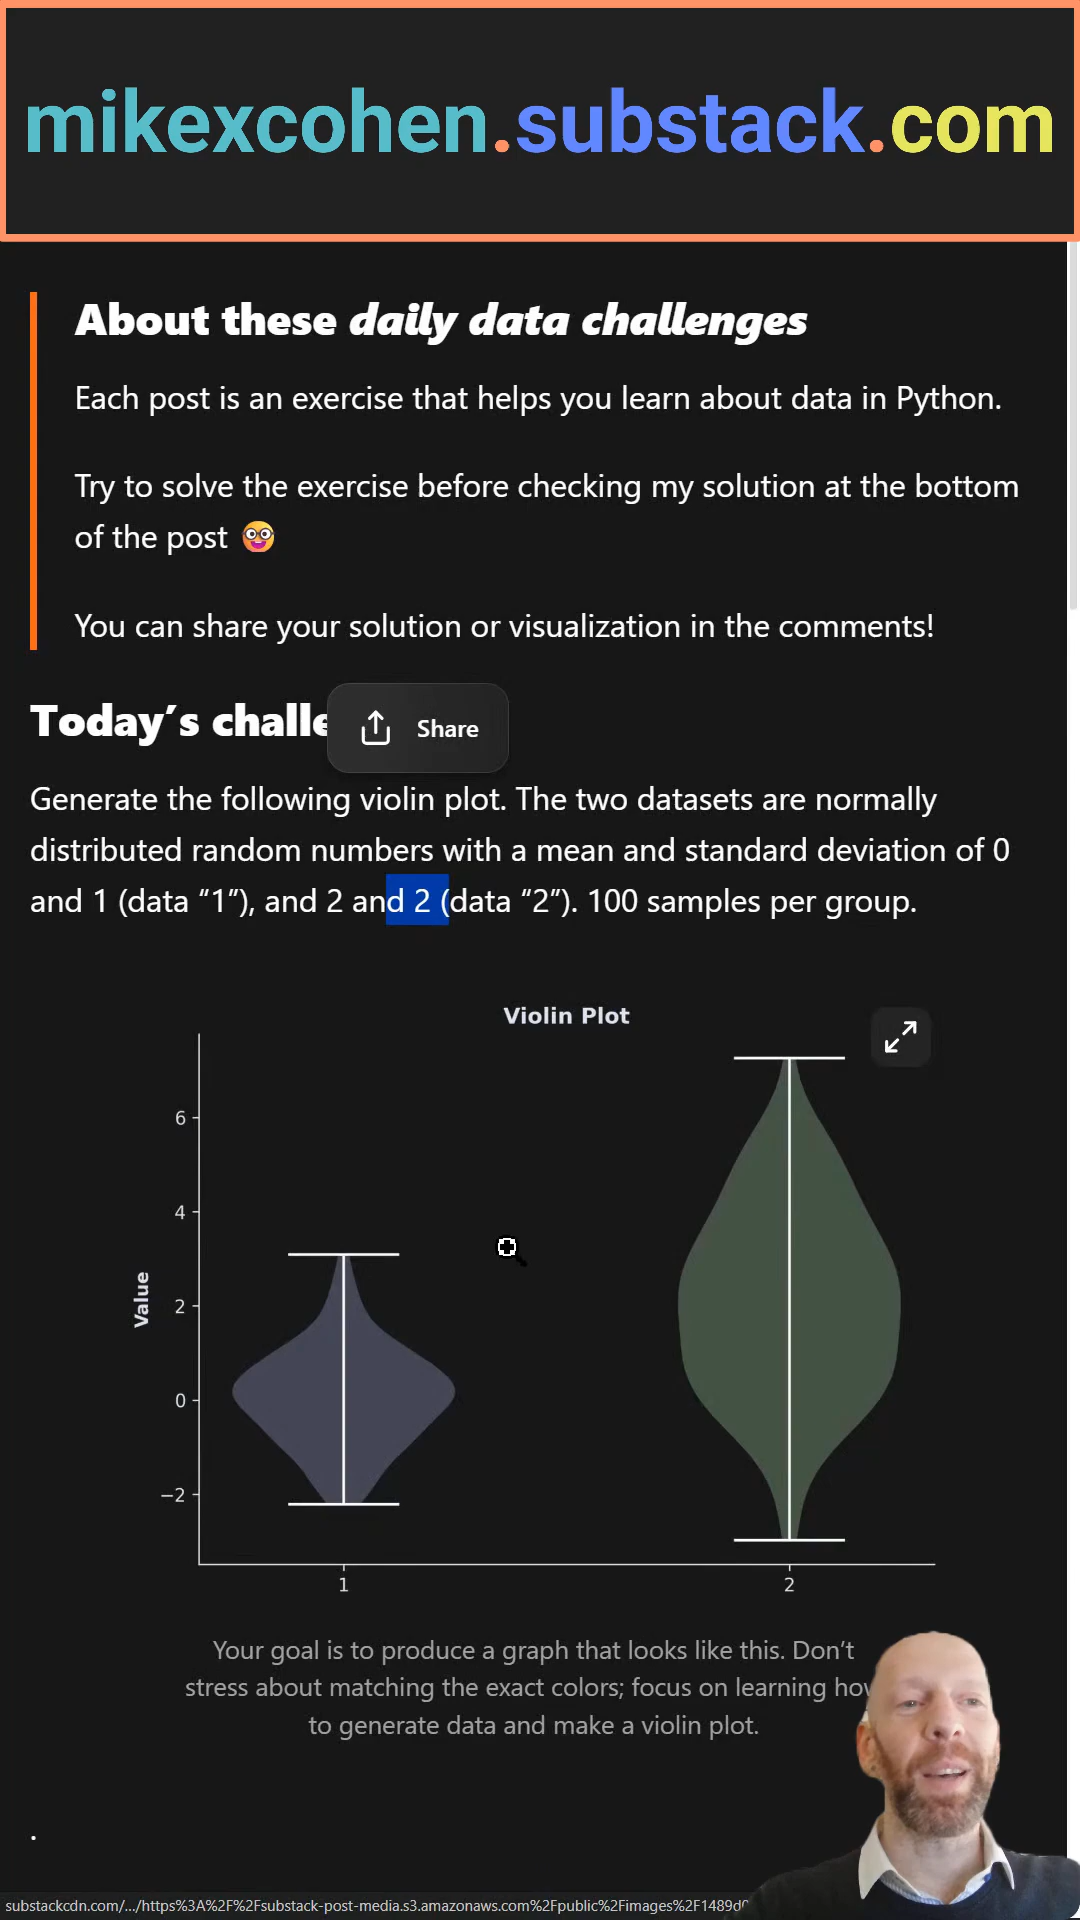 mikexcohen.substack.com
About these daily data challenges
Each post is an exercise that helps you learn about data in Python.
Try to solve the exercise before checking my solution at the bottom
of the post
You can share your solution or visualization in the comments!
Today's challe
Share
Generate the following violin plot. The two datasets are normally
distributed random numbers with a mean and standard deviation of 0
and 1 (data “1”), and 2 and 2 (data “2”). 100 samples per group.
Violin Plot
6
4
2
0
−2
Value
1
2
Your goal is to produce a graph that looks like this. Don’t
stress about matching the exact colors; focus on learning how
to generate data and make a violin plot.
.
substackcdn.com/.../https%3A%2F%2Fsubstack-post-media.s3.amazonaws.com%2Fpublic%2Fimages%2F1489d0